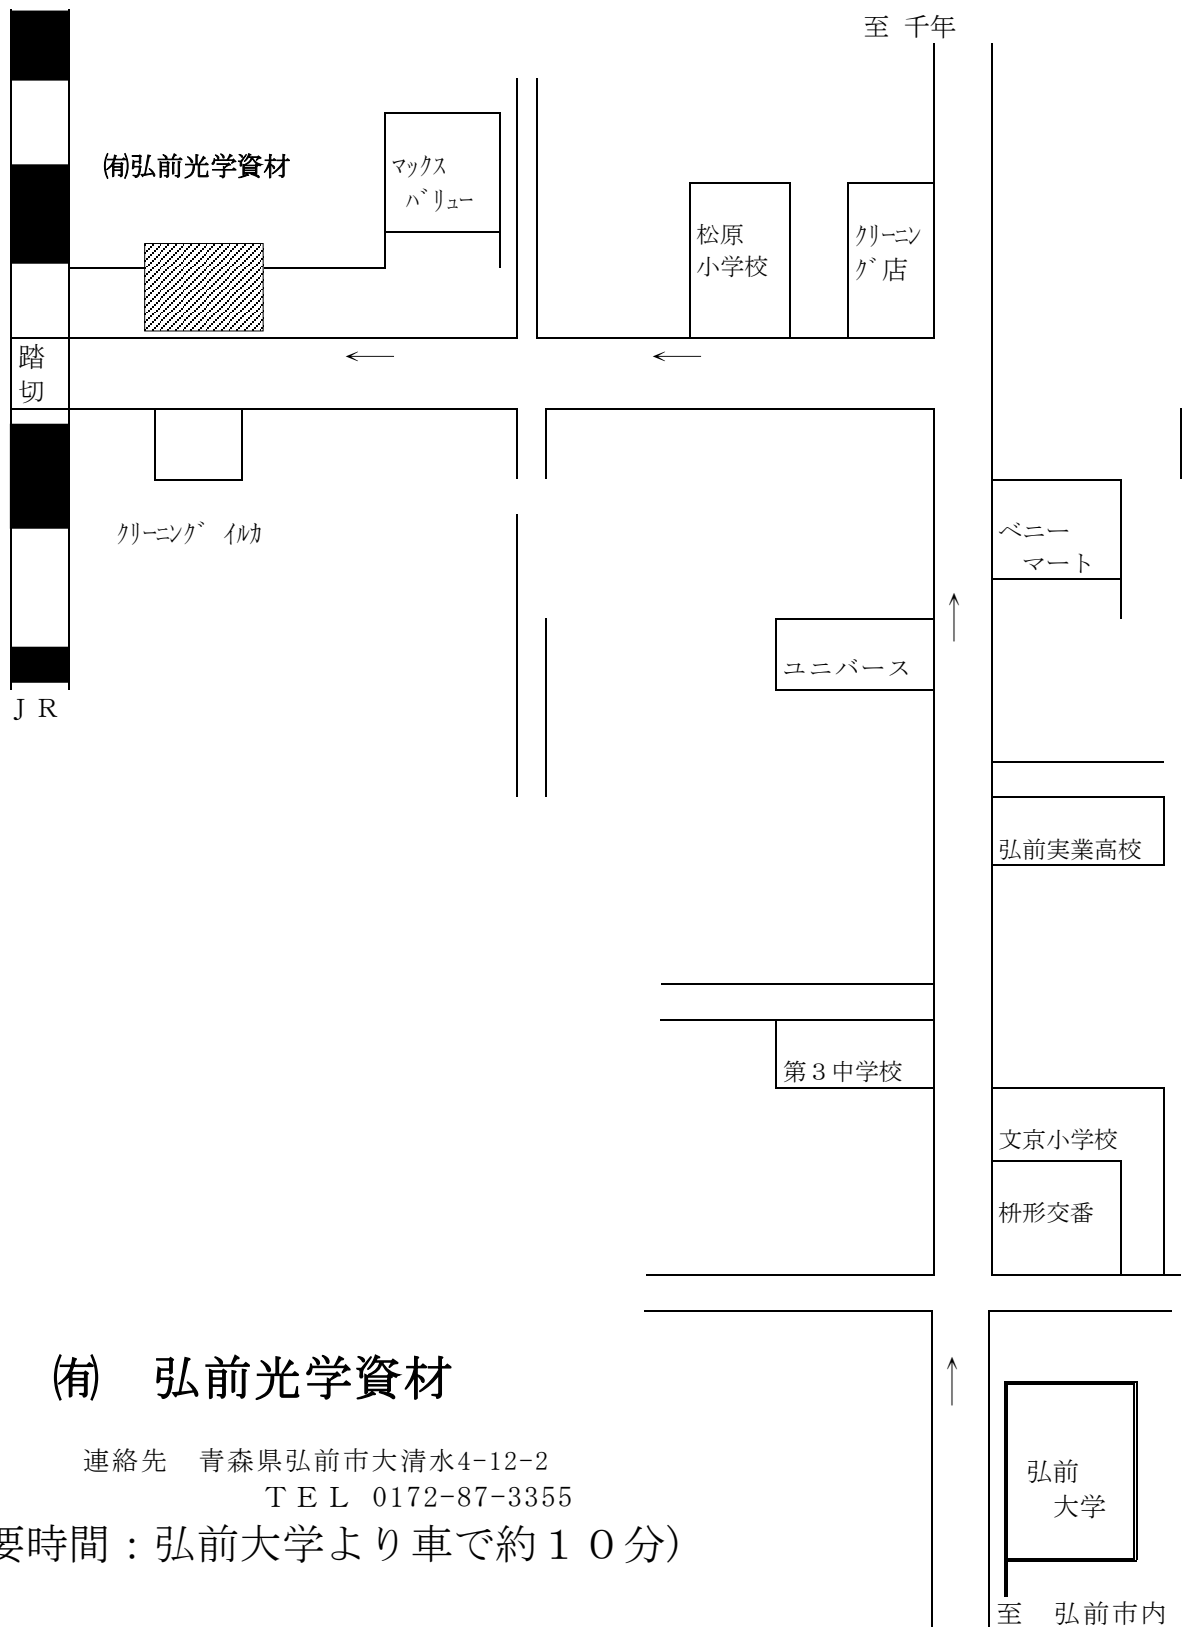 至 千年
㈲弘前光学資材
マックス
バリュー
松原
小学校
クリーニン
グ店
踏
切
クリーニング イルカ
ベニー
マート
ユニバース
ＪＲ
弘前実業高校
第３中学校
文京小学校
枡形交番
㈲　弘前光学資材
連絡先　青森県弘前市大清水4-12-2
ＴＥＬ 0172-87-3355
要時間：弘前大学より車で約１０分)
弘前
大学
至　弘前市内